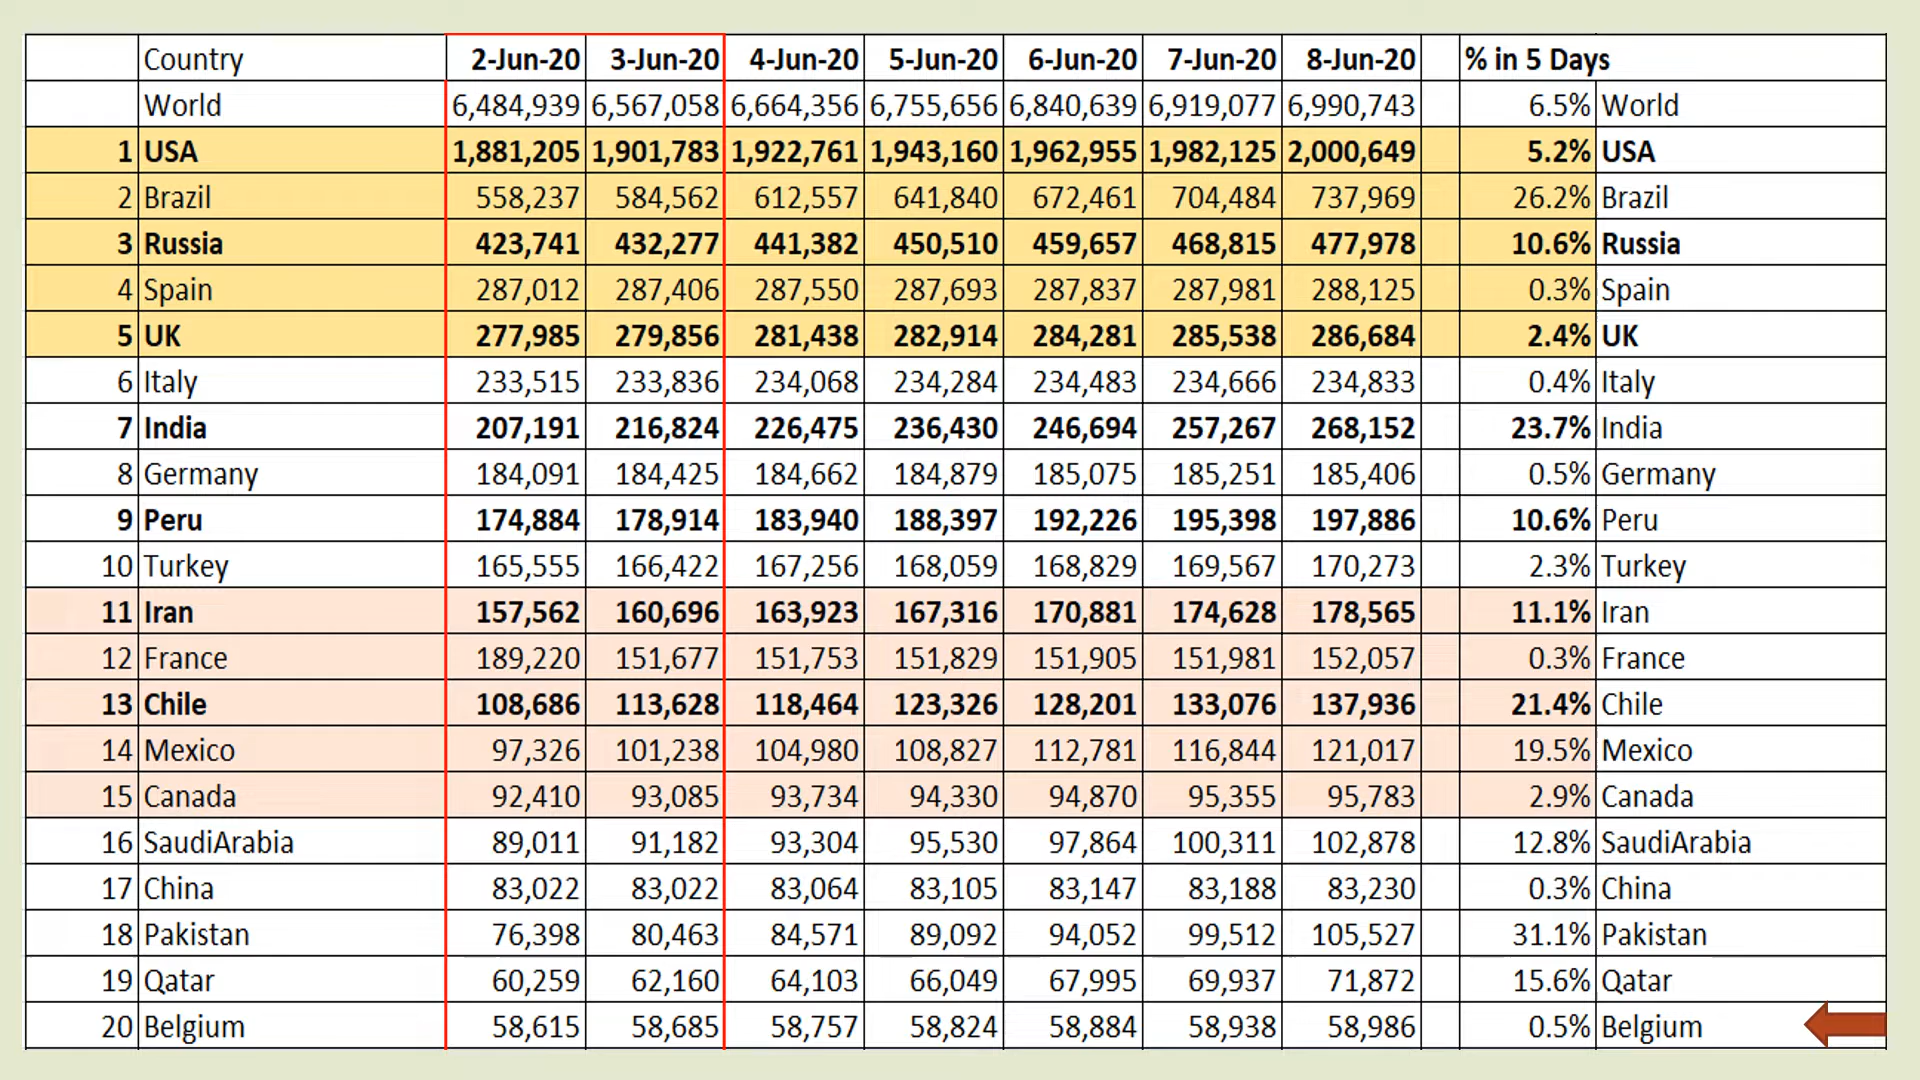 Country 2-Jun-20 3-Jun-20 4-Jun-20 5-Jun-20 6-Jun-20 7-Jun-20 8-Jun-20 % in 5 Days
World 6,484,939 6,567,058 6,664,356 6,755,656 6,840,639 6,919,077 6,990,743 6.5% World
1 USA 1,881,205 1,901,783 1,922,761 1,943,160 1,962,955 1,982,125 2,000,649 5.2% USA
2 Brazil 558,237 584,562 612,557 641,840 672,461 704,484 737,969 26.2% Brazil
3 Russia 423,741 432,277 441,382 450,510 459,657 468,815 477,978 10.6% Russia
4 Spain 287,012 287,406 287,550 287,693 287,837 287,981 288,125 0.3% Spain
5 UK 277,985 279,856 281,438 282,914 284,281 285,538 286,684 2.4% UK
6 Italy 233,515 233,836 234,068 234,284 234,483 234,666 234,833 0.4% Italy
7 India 207,191 216,824 226,475 236,430 246,694 257,267 268,152 23.7% India
8 Germany 184,091 184,425 184,662 184,879 185,075 185,251 185,406 0.5% Germany
9 Peru 174,884 178,914 183,940 188,397 192,226 195,398 197,886 10.6% Peru
10 Turkey 165,555 166,422 167,256 168,059 168,829 169,567 170,273 2.3% Turkey
11 Iran 157,562 160,696 163,923 167,316 170,881 174,628 178,565 11.1% Iran
12 France 189,220 151,677 151,753 151,829 151,905 151,981 152,057 0.3% France
13 Chile 108,686 113,628 118,464 123,326 128,201 133,076 137,936 21.4% Chile
14 Mexico 97,326 101,238 104,980 108,827 112,781 116,844 121,017 19.5% Mexico
15 Canada 92,410 93,085 93,734 94,330 94,870 95,355 95,783 2.9% Canada
16 SaudiArabia 89,011 91,182 93,304 95,530 97,864 100,311 102,878 12.8% SaudiArabia
17 China 83,022 83,022 83,064 83,105 83,147 83,188 83,230 0.3% China
18 Pakistan 76,398 80,463 84,571 89,092 94,052 99,512 105,527 31.1% Pakistan
19 Qatar 60,259 62,160 64,103 66,049 67,995 69,937 71,872 15.6% Qatar
20 Belgium 58,615 58,685 58,757 58,824 58,884 58,938 58,986 0.5% Belgium